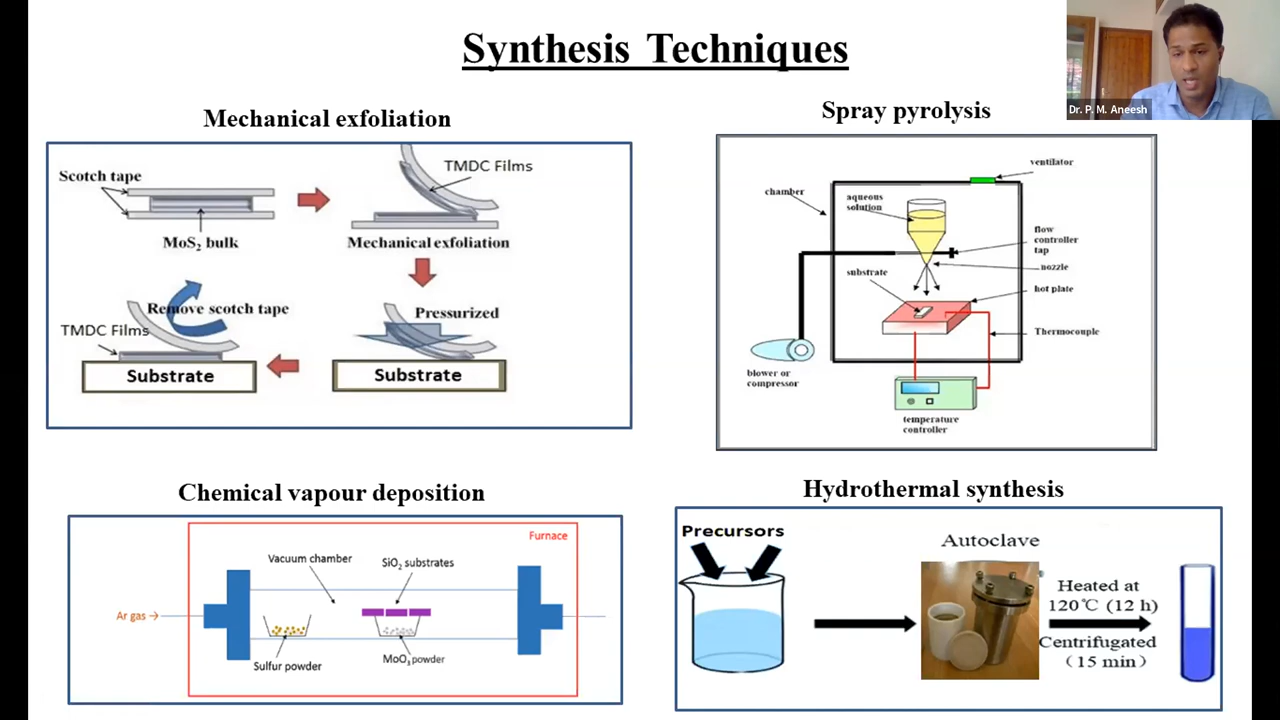 Synthesis Techniques
Dr. P. M. Aneesh
Mechanical exfoliation
Scotch tape
MoS₂ bulk
TMDC Films
Mechanical exfoliation
Remove scotch tape
TMDC Films
Substrate
Pressurized
Substrate
Spray pyrolysis
ventilator
chamber
aqueous
solution
flow
controller
tap
nozzle
substrate
hot plate
Thermocouple
blower or
compressor
temperature
controller
Chemical vapour deposition
Furnace
Vacuum chamber
SiO₂ substrates
Ar gas →
Sulfur powder
MoO₃ powder
Hydrothermal synthesis
Precursors
Autoclave
Heated at
120℃ (12 h)
Centrifugated
(15 min)